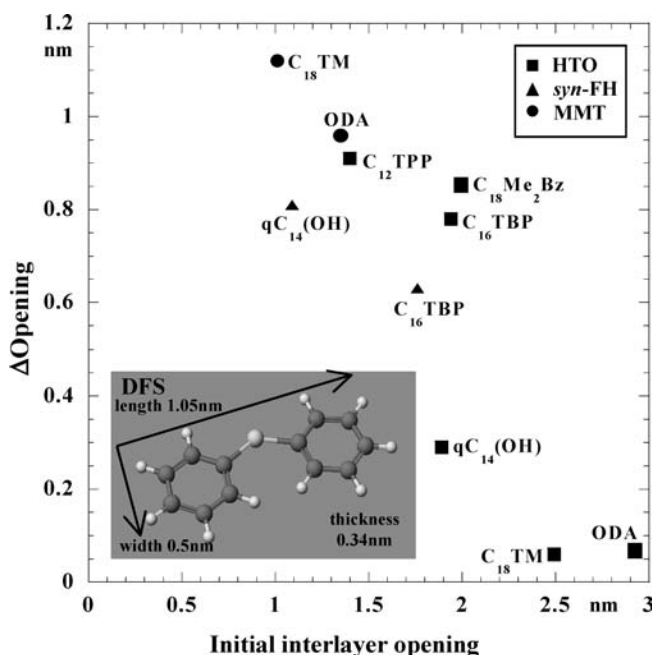 1.2
nm
1
0.8
0.6
0.4
0.2
0
ΔOpening
■ HTO
▲ syn-FH
● MMT
C₁₈TM
ODA
C₁₂TPP
C₁₈Me₂Bz
qC₁₄(OH)
C₁₆TBP
C₁₆TBP
DFS
length 1.05nm
width 0.5nm
thickness
0.34nm
qC₁₄(OH)
ODA
C₁₈TM
0 0.5 1 1.5 2 2.5 nm 3
Initial interlayer opening